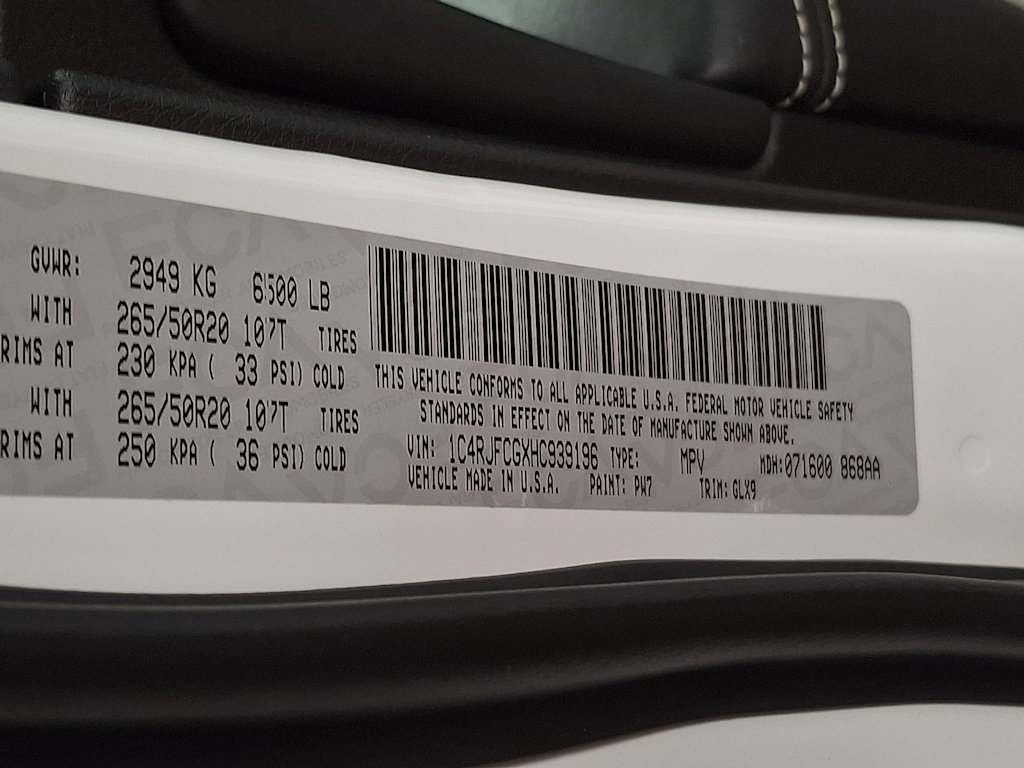 GVWR: 2949 KG 6500 LB
WITH 265/50R20 107T TIRES
RIMS AT 230 KPA ( 33 PSI) COLD
WITH 265/50R20 107T TIRES
RIMS AT 250 KPA ( 36 PSI) COLD
THIS VEHICLE CONFORMS TO ALL APPLICABLE U.S.A. FEDERAL MOTOR VEHICLE SAFETY
STANDARDS IN EFFECT ON THE DATE OF MANUFACTURE SHOWN ABOVE.
VIN: 1C4RJFCGXHC939196 TYPE: MPV MDH:071600 868AA
VEHICLE MADE IN U.S.A. PAINT: PW7 TRIM: GLX9